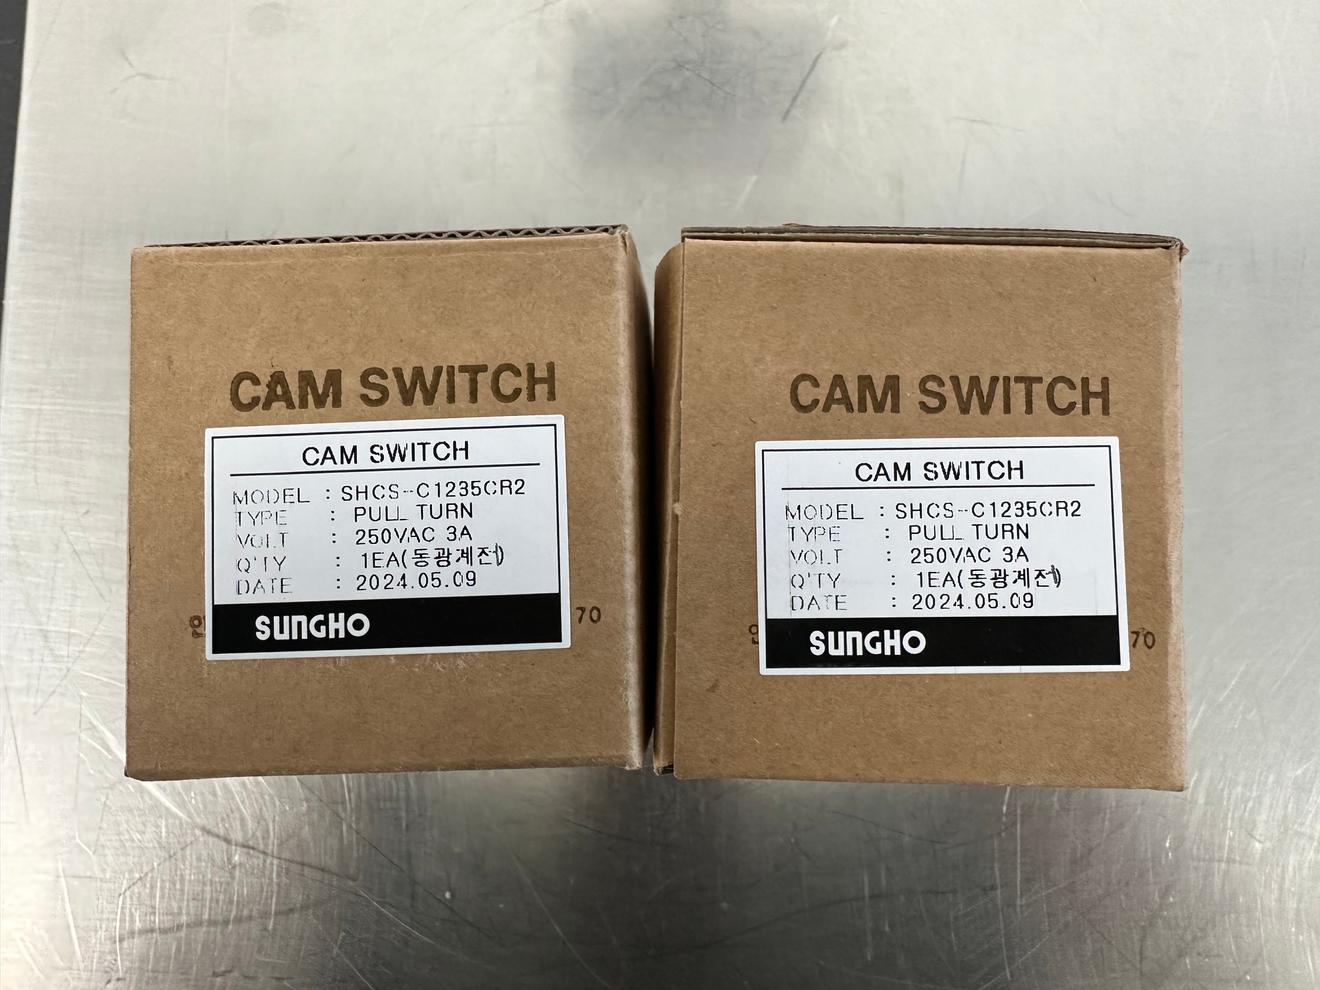 CAM SWITCH
CAM SWITCH
MODEL : SHCS-C1235CR2
TYPE : PULL TURN
VOLT : 250VAC 3A
Q'TY : 1EA(동광계전)
DATE : 2024.05.09
SUNGHO
70
CAM SWITCH
CAM SWITCH
MODEL : SHCS-C1235CR2
TYPE : PULL TURN
VOLT : 250VAC 3A
Q'TY : 1EA(동광계전)
DATE : 2024.05.09
SUNGHO
70